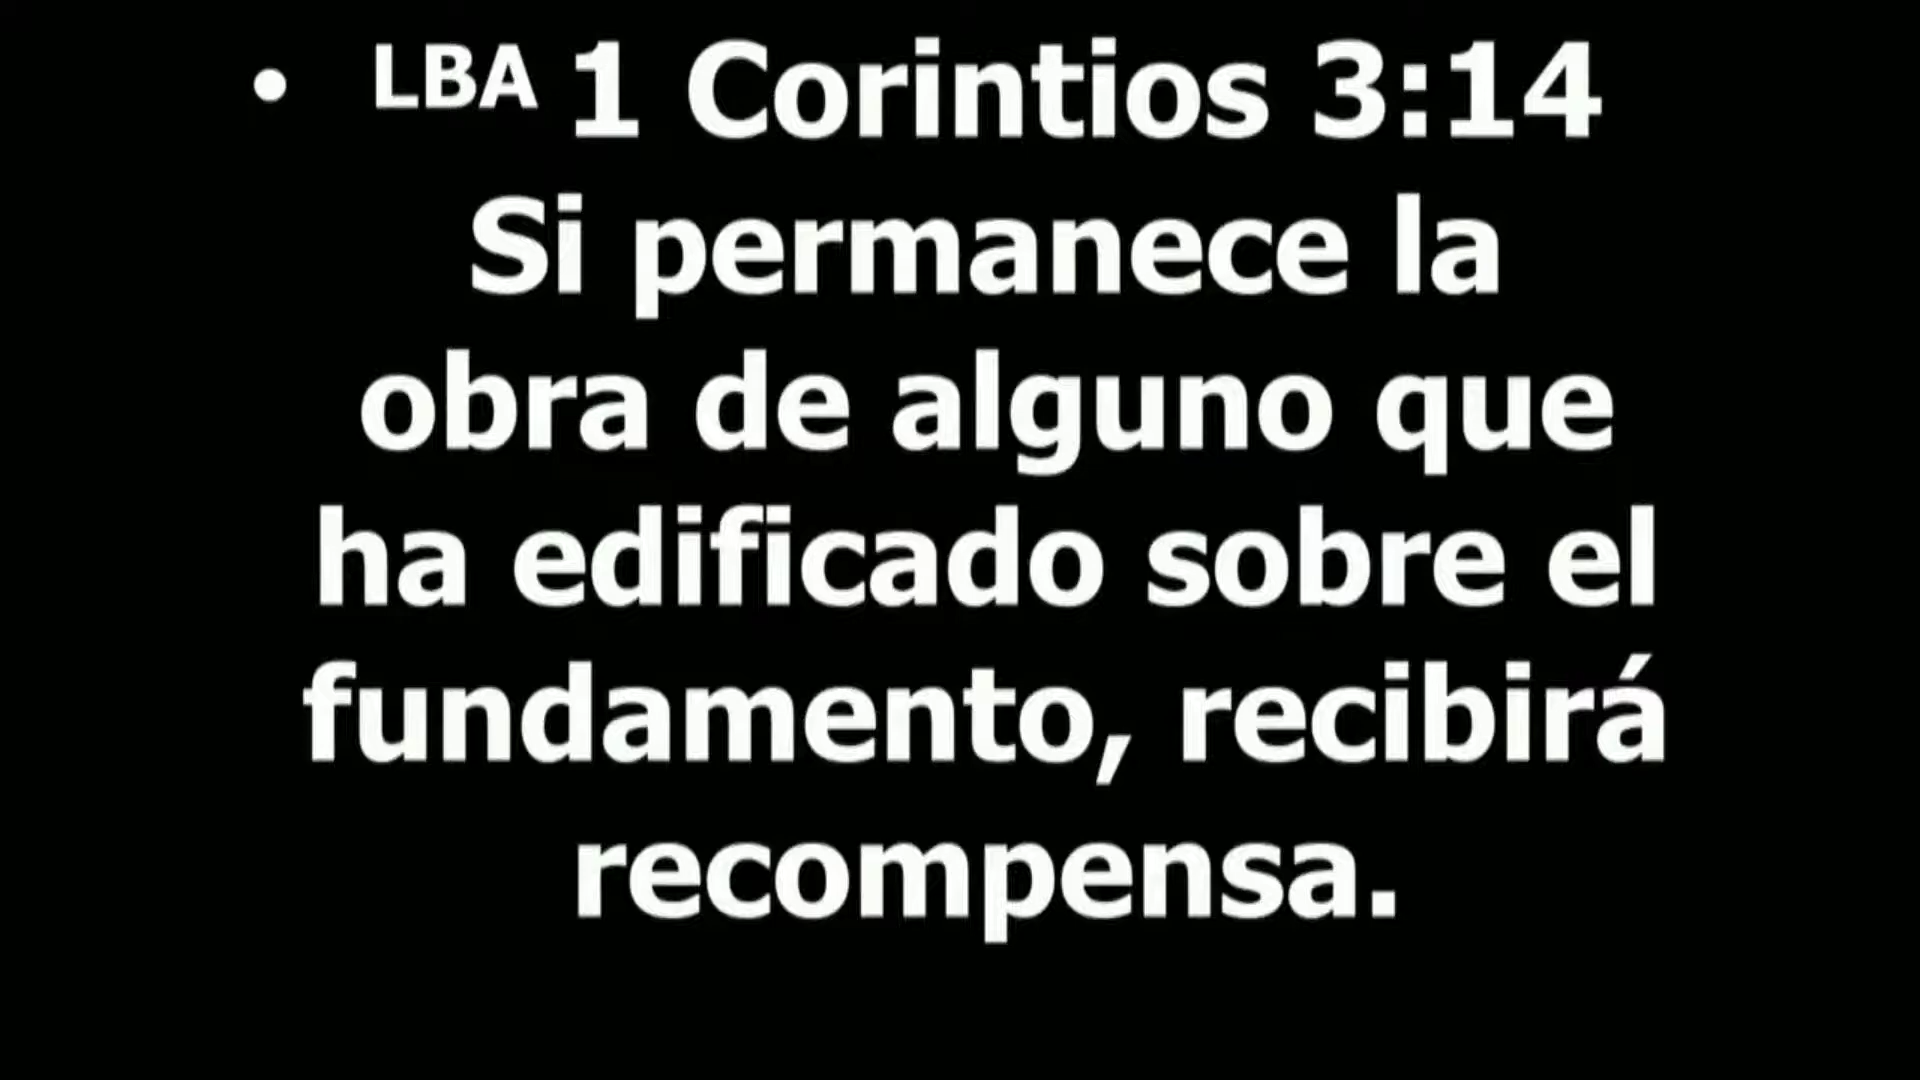 • LBA 1 Corintios 3:14
Si permanece la
obra de alguno que
ha edificado sobre el
fundamento, recibirá
recompensa.